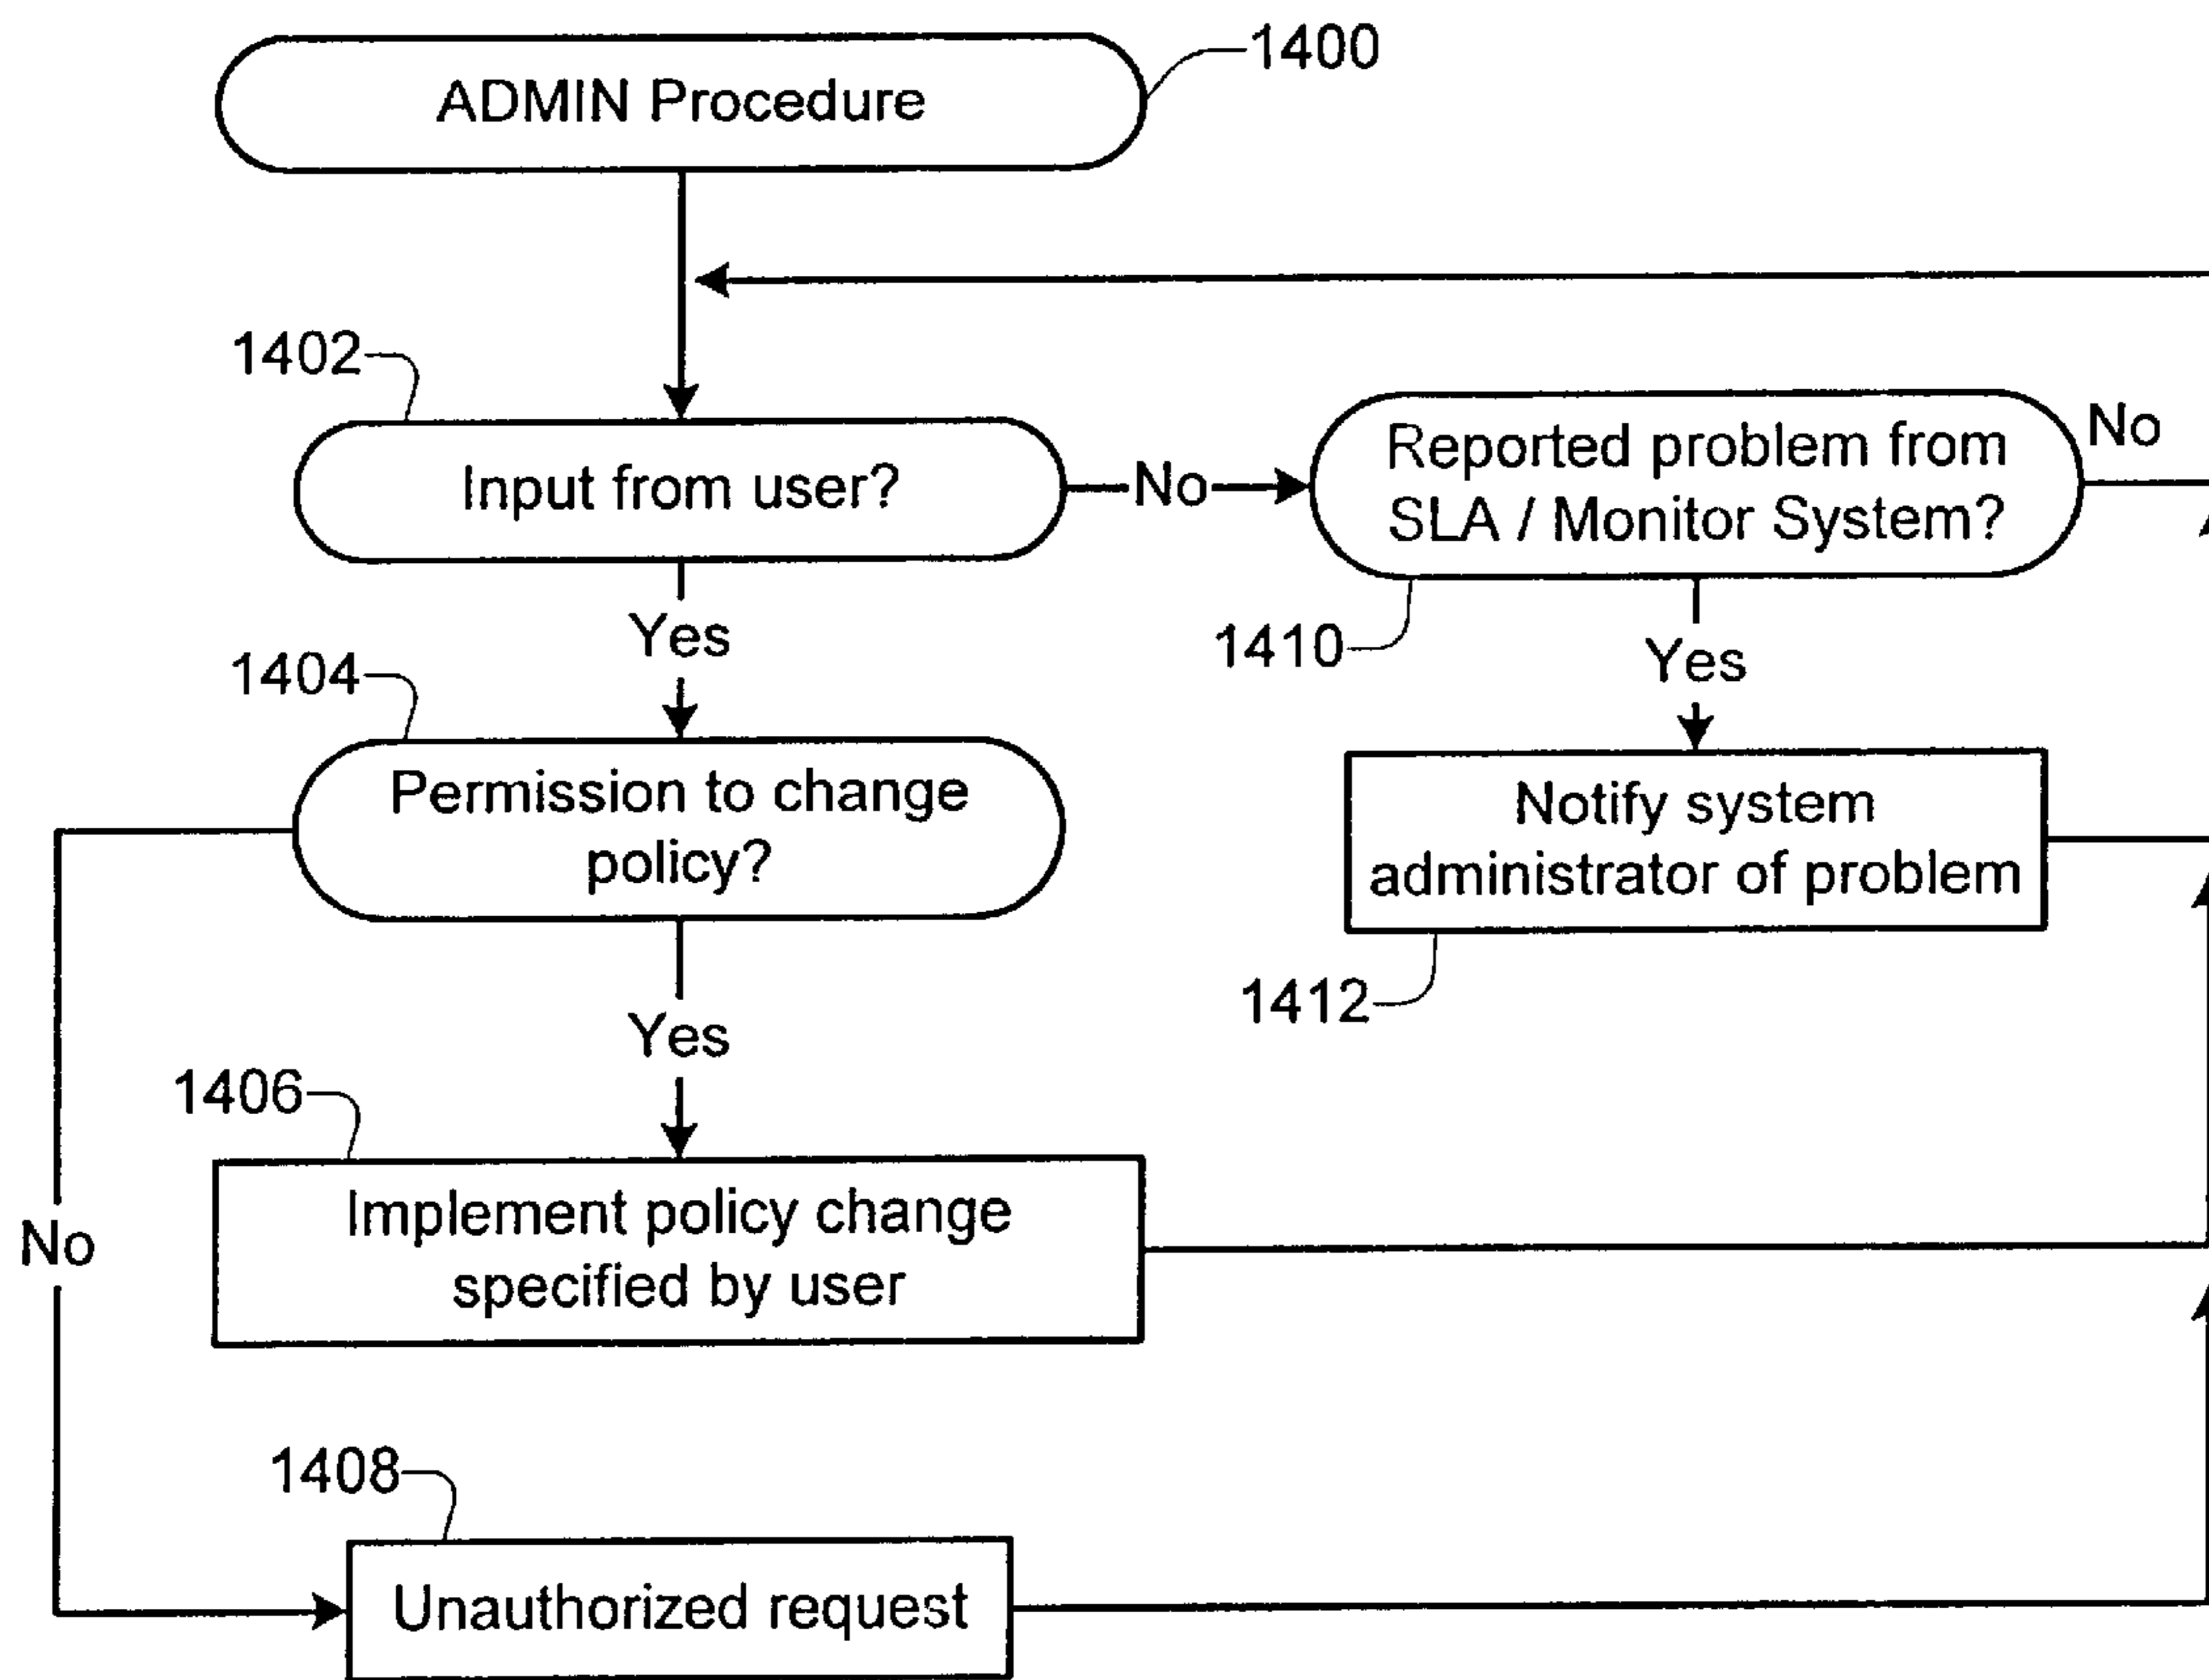 ADMIN Procedure
1400
1402
Input from user?
No
Reported problem from
SLA / Monitor System?
No
1410
Yes
Yes
1404
Permission to change
policy?
Notify system
administrator of problem
1412
Yes
1406
Implement policy change
specified by user
No
1408
Unauthorized request